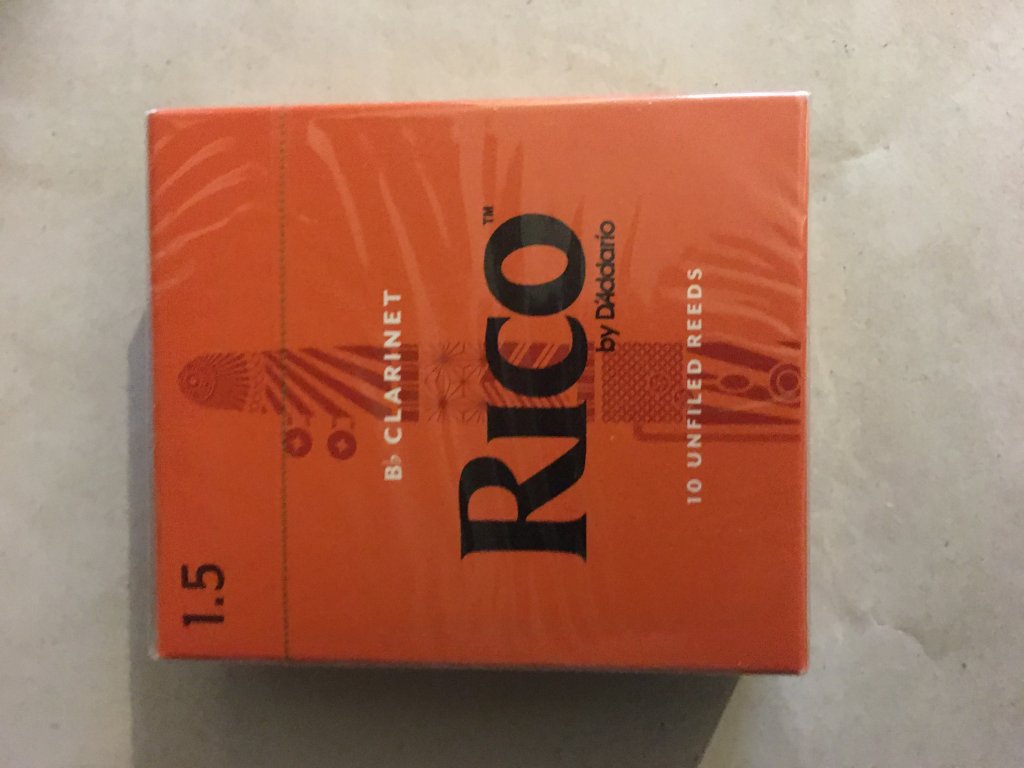 1.5
B♭ CLARINET
RICO™
by D'Addario
10 UNFILED REEDS